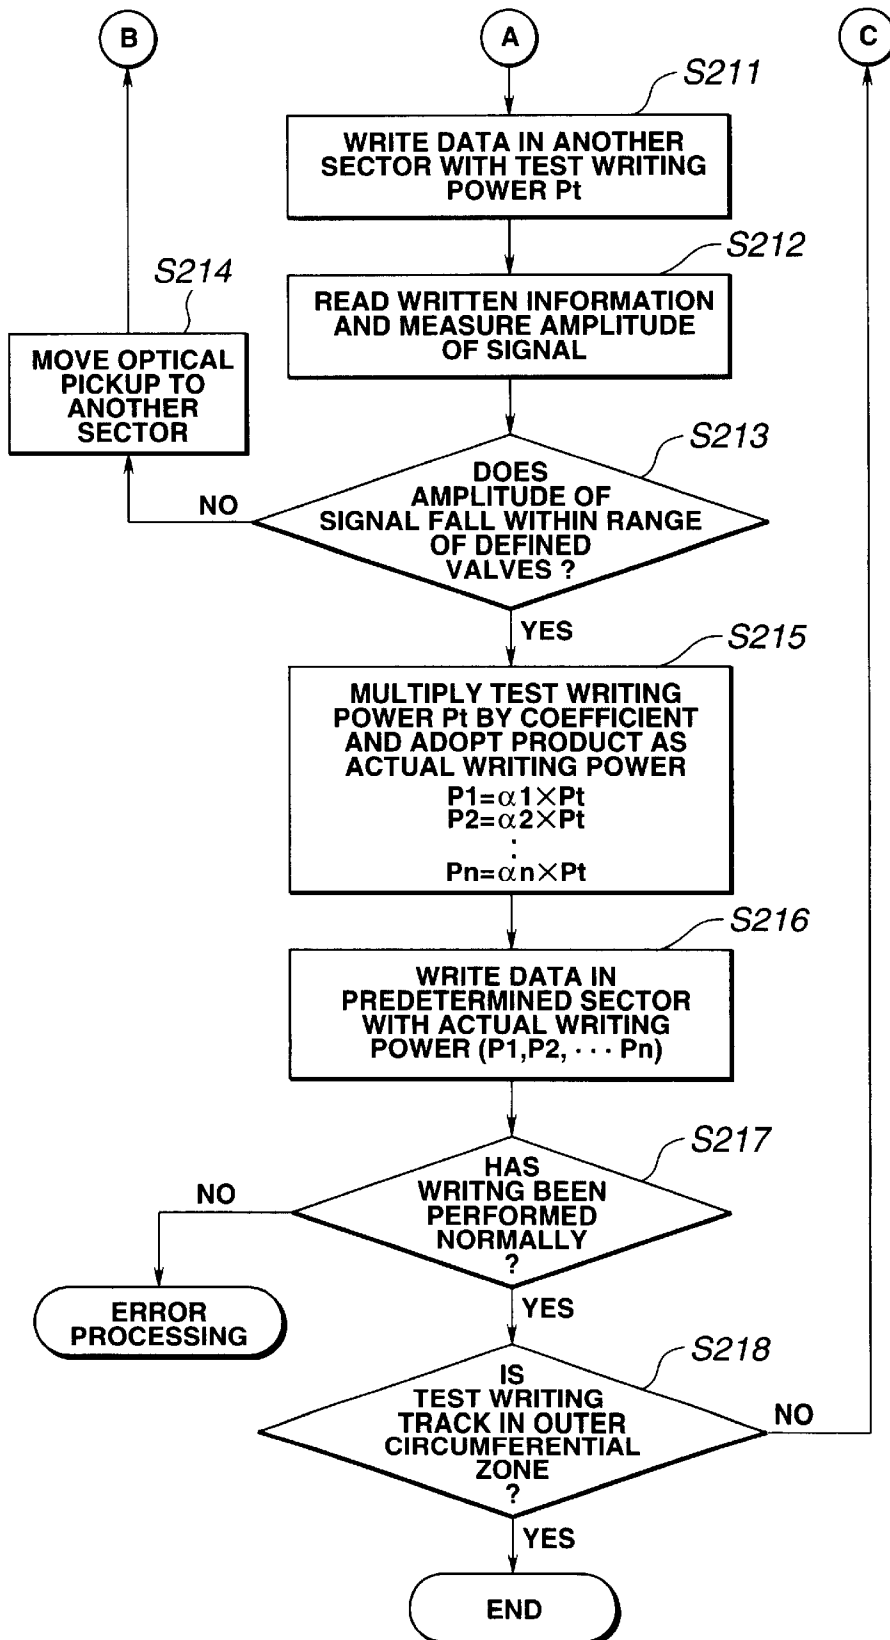 B
A
C
S211
WRITE DATA IN ANOTHER
SECTOR WITH TEST WRITING
POWER Pt
S212
READ WRITTEN INFORMATION
AND MEASURE AMPLITUDE
OF SIGNAL
S214
MOVE OPTICAL
PICKUP TO
ANOTHER
SECTOR
S213
DOES
AMPLITUDE OF
SIGNAL FALL WITHIN RANGE
OF DEFINED
VALVES ?
NO
YES
S215
MULTIPLY TEST WRITING
POWER Pt BY COEFFICIENT
AND ADOPT PRODUCT AS
ACTUAL WRITING POWER
P1=α1×Pt
P2=α2×Pt
:
Pn=αn×Pt
S216
WRITE DATA IN
PREDETERMINED SECTOR
WITH ACTUAL WRITING
POWER (P1,P2, ··· Pn)
S217
HAS
WRITNG BEEN
PERFORMED
NORMALLY
?
NO
ERROR
PROCESSING
YES
S218
IS
TEST WRITING
TRACK IN OUTER
CIRCUMFERENTIAL
ZONE
?
NO
YES
END